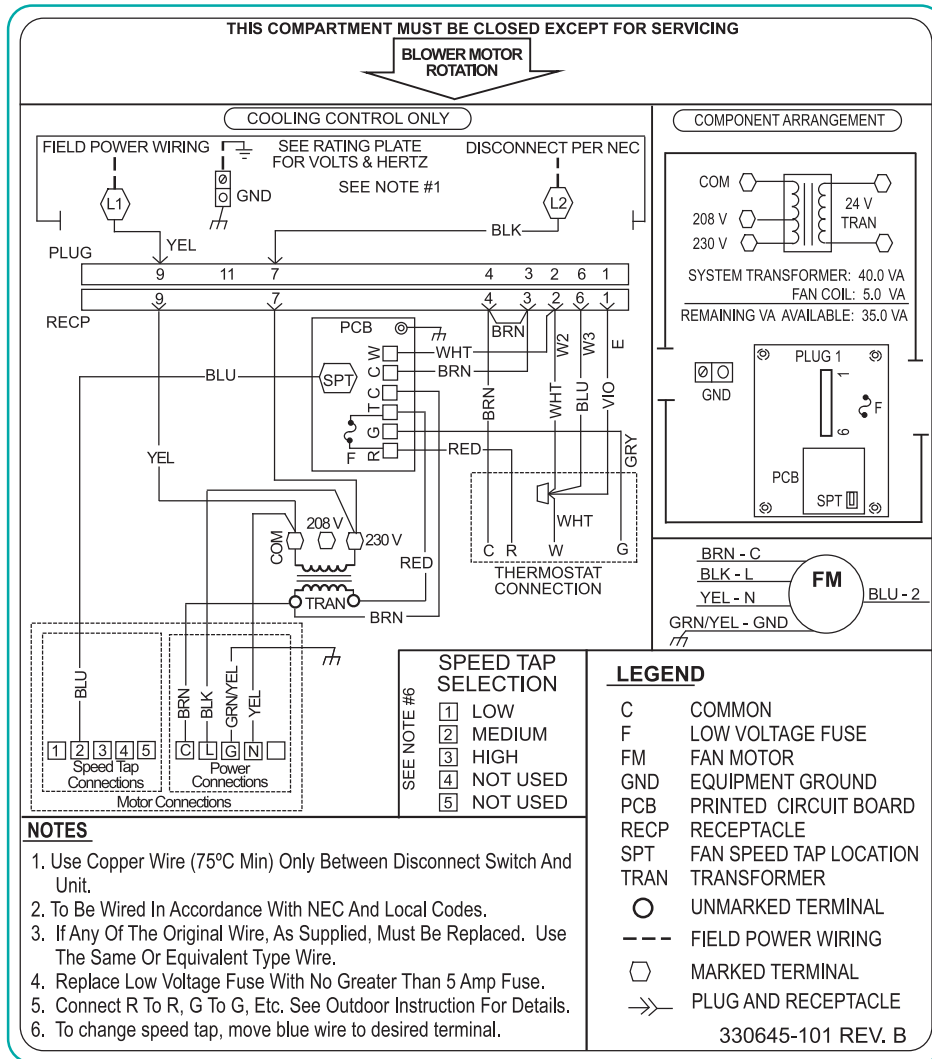 THIS COMPARTMENT MUST BE CLOSED EXCEPT FOR SERVICING
BLOWER MOTOR
ROTATION
COOLING CONTROL ONLY
FIELD POWER WIRING
SEE RATING PLATE
FOR VOLTS & HERTZ
DISCONNECT PER NEC
SEE NOTE #1
L1
GND
L2
YEL
BLK
PLUG
9 11 7 4 3 2 6 1
RECP
9 7 4 3 2 6 1
PCB
BRN
W
WHT
C
BRN
BLU
SPT
C
T
G
F
R
RED
YEL
BRN
W2
WHT
W3
BLU
E
VIO
GRY
WHT
C R W G
THERMOSTAT
CONNECTION
COM
208 V
230 V
RED
TRAN
BRN
BLU
BRN
BLK
GRN/YEL
YEL
1 2 3 4 5
Speed Tap
Connections
C L G N
Power
Connections
Motor Connections
SEE NOTE #6
SPEED TAP
SELECTION
1 LOW
2 MEDIUM
3 HIGH
4 NOT USED
5 NOT USED
COMPONENT ARRANGEMENT
COM
208 V
230 V
24 V
TRAN
SYSTEM TRANSFORMER: 40.0 VA
FAN COIL: 5.0 VA
REMAINING VA AVAILABLE: 35.0 VA
GND
PLUG 1
1
6
F
PCB
SPT
BRN - C
BLK - L
YEL - N
GRN/YEL - GND
FM
BLU - 2
LEGEND
C COMMON
F LOW VOLTAGE FUSE
FM FAN MOTOR
GND EQUIPMENT GROUND
PCB PRINTED CIRCUIT BOARD
RECP RECEPTACLE
SPT FAN SPEED TAP LOCATION
TRAN TRANSFORMER
UNMARKED TERMINAL
FIELD POWER WIRING
MARKED TERMINAL
PLUG AND RECEPTACLE
330645-101 REV. B
NOTES
1. Use Copper Wire (75ºC Min) Only Between Disconnect Switch And
Unit.
2. To Be Wired In Accordance With NEC And Local Codes.
3. If Any Of The Original Wire, As Supplied, Must Be Replaced. Use
The Same Or Equivalent Type Wire.
4. Replace Low Voltage Fuse With No Greater Than 5 Amp Fuse.
5. Connect R To R, G To G, Etc. See Outdoor Instruction For Details.
6. To change speed tap, move blue wire to desired terminal.